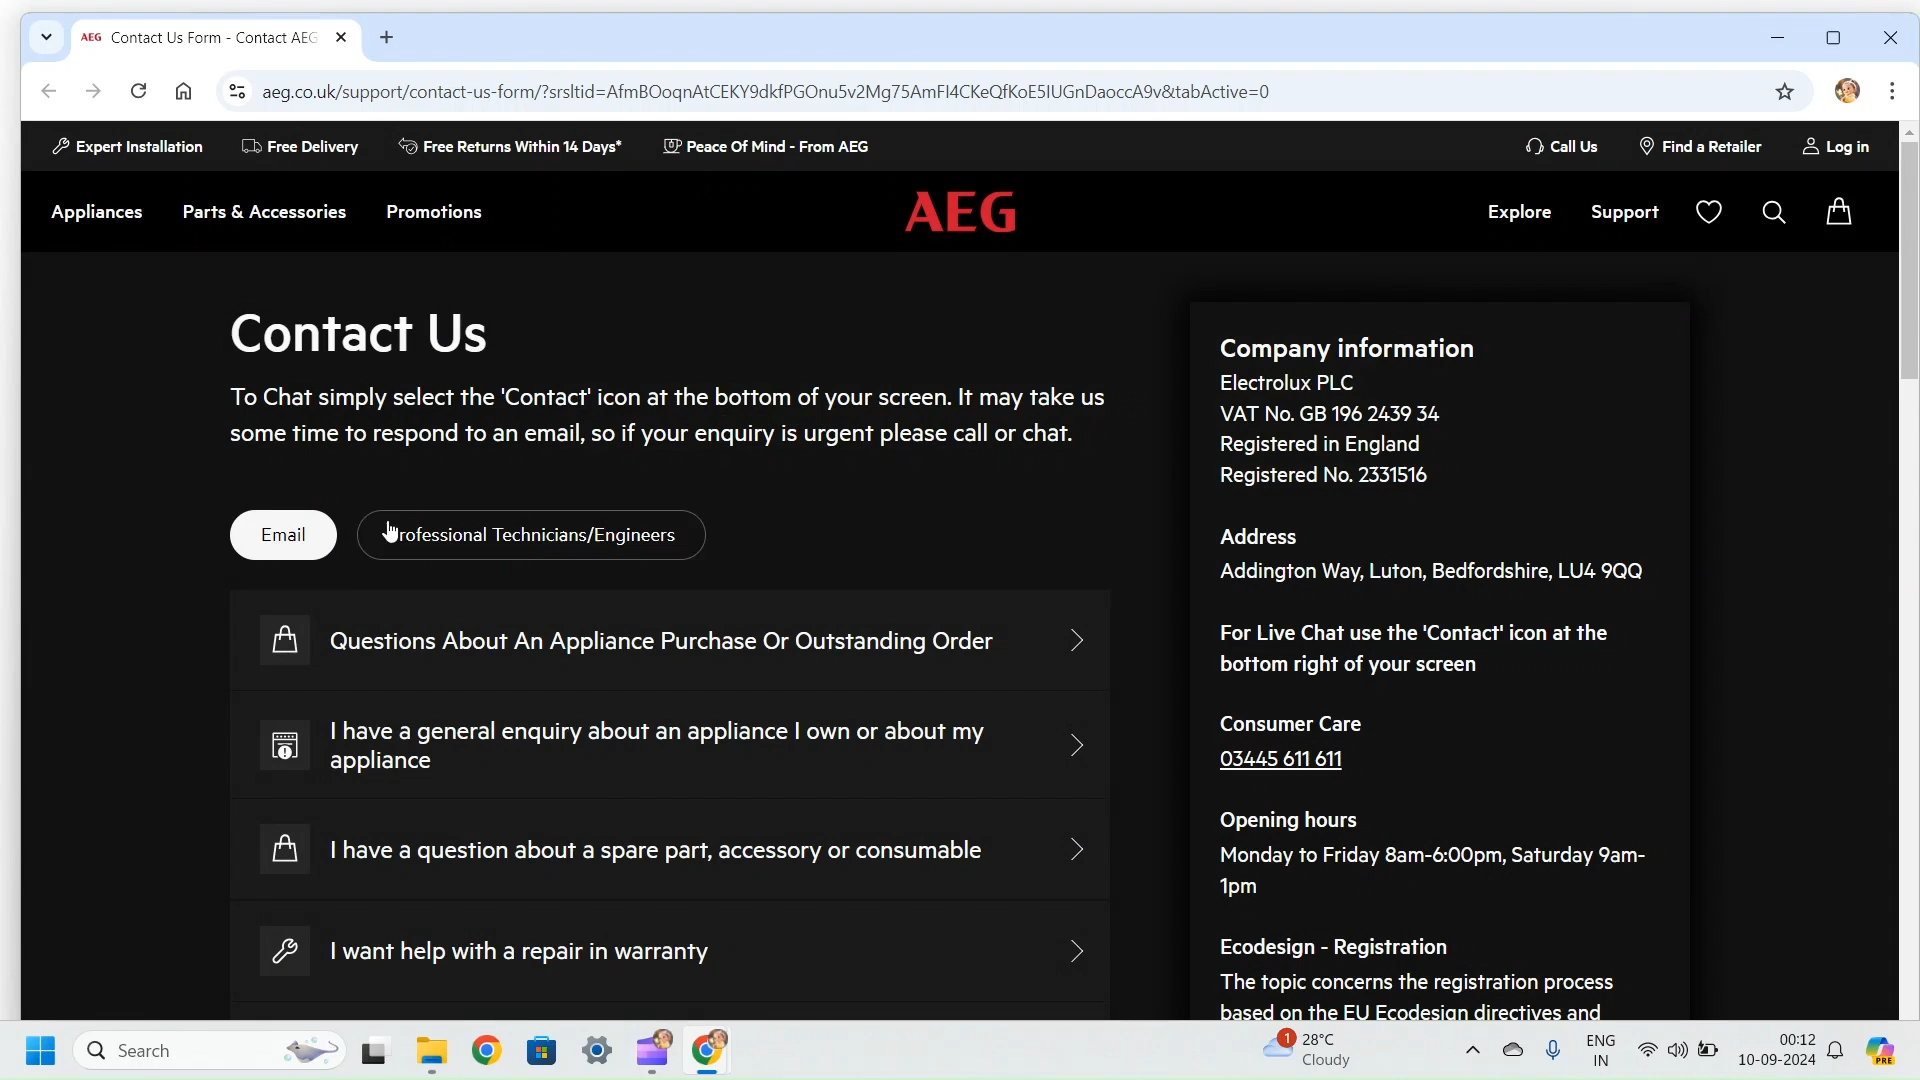 AEG Contact Us Form - Contact AEG
aeg.co.uk/support/contact-us-form/?srsltid=AfmBOoqnAtCEKY9dkfPGOnu5v2Mg75AmFI4CKeQfKoE5IUGnDaoccA9v&tabActive=0
Expert Installation Free Delivery Free Returns Within 14 Days* Peace Of Mind - From AEG Call Us Find a Retailer Log in
Appliances Parts & Accessories Promotions AEG Explore Support
Contact Us
To Chat simply select the 'Contact' icon at the bottom of your screen. It may take us
some time to respond to an email, so if your enquiry is urgent please call or chat.
Email rofessional Technicians/Engineers
Questions About An Appliance Purchase Or Outstanding Order
I have a general enquiry about an appliance I own or about my
appliance
I have a question about a spare part, accessory or consumable
I want help with a repair in warranty
Company information
Electrolux PLC
VAT No. GB 196 2439 34
Registered in England
Registered No. 2331516
Address
Addington Way, Luton, Bedfordshire, LU4 9QQ
For Live Chat use the 'Contact' icon at the
bottom right of your screen
Consumer Care
03445 611 611
Opening hours
Monday to Friday 8am-6:00pm, Saturday 9am-
1pm
Ecodesign - Registration
The topic concerns the registration process
based on the EU Ecodesign directives and
Search
1 28°C
Cloudy
ENG
IN
00:12
10-09-2024
PRE